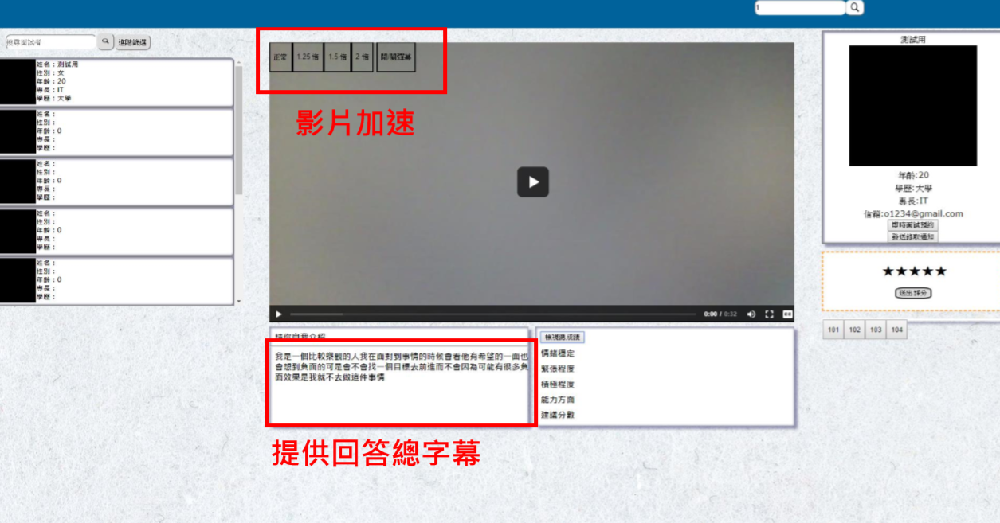 1
搜尋面試者
進階篩選
姓名：測試用
性別：女
年齡：20
專長：IT
學歷：大學
姓名：
性別：
年齡：0
專長：
學歷：
姓名：
性別：
年齡：0
專長：
學歷：
姓名：
性別：
年齡：0
專長：
學歷：
姓名：
性別：
年齡：0
專長：
學歷：
正常 1.25 倍 1.5 倍 2 倍 開/關彈幕
影片加速
0:00 / 0:32
請你自我介紹
我是一個比較樂觀的人我在面對到事情的時候會看他有希望的一面也
會想到負面的可是會不會找一個目標去前進而不會因為可能有很多負
面效果是我就不去做這件事情
提供回答總字幕
檢視總成績
情緒穩定
緊張程度
積極程度
能力方面
建議分數
測試用
年齡:20
學歷:大學
專長:IT
信箱:o1234@gmail.com
即時面試預約
發送錄取通知
★★★★★
送出評分
101 102 103 104